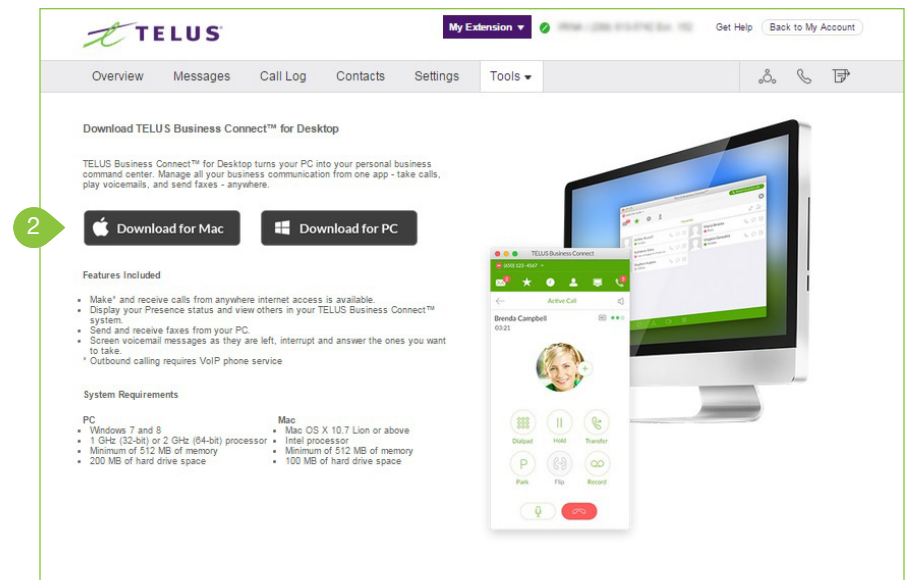 TELUS
My Extension
Get Help
Back to My Account
Overview Messages Call Log Contacts Settings Tools
Download TELUS Business Connect™ for Desktop
TELUS Business Connect™ for Desktop turns your PC into your personal business
command center. Manage all your business communication from one app - take calls,
play voicemails, and send faxes - anywhere.
2
Download for Mac
Download for PC
Features Included
• Make* and receive calls from anywhere internet access is available.
• Display your Presence status and view others in your TELUS Business Connect™
system.
• Send and receive faxes from your PC.
• Screen voicemail messages as they are left, interrupt and answer the ones you want
to take.
* Outbound calling requires VoIP phone service
System Requirements
PC
• Windows 7 and 8
• 1 GHz (32-bit) or 2 GHz (64-bit) processor
• Minimum of 512 MB of memory
• 200 MB of hard drive space
Mac
• Mac OS X 10.7 Lion or above
• Intel processor
• Minimum of 512 MB of memory
• 100 MB of hard drive space
TELUS Business Connect
Active Call
Brenda Campbell
03:21
Dialpad Hold Transfer
Park Flip Record